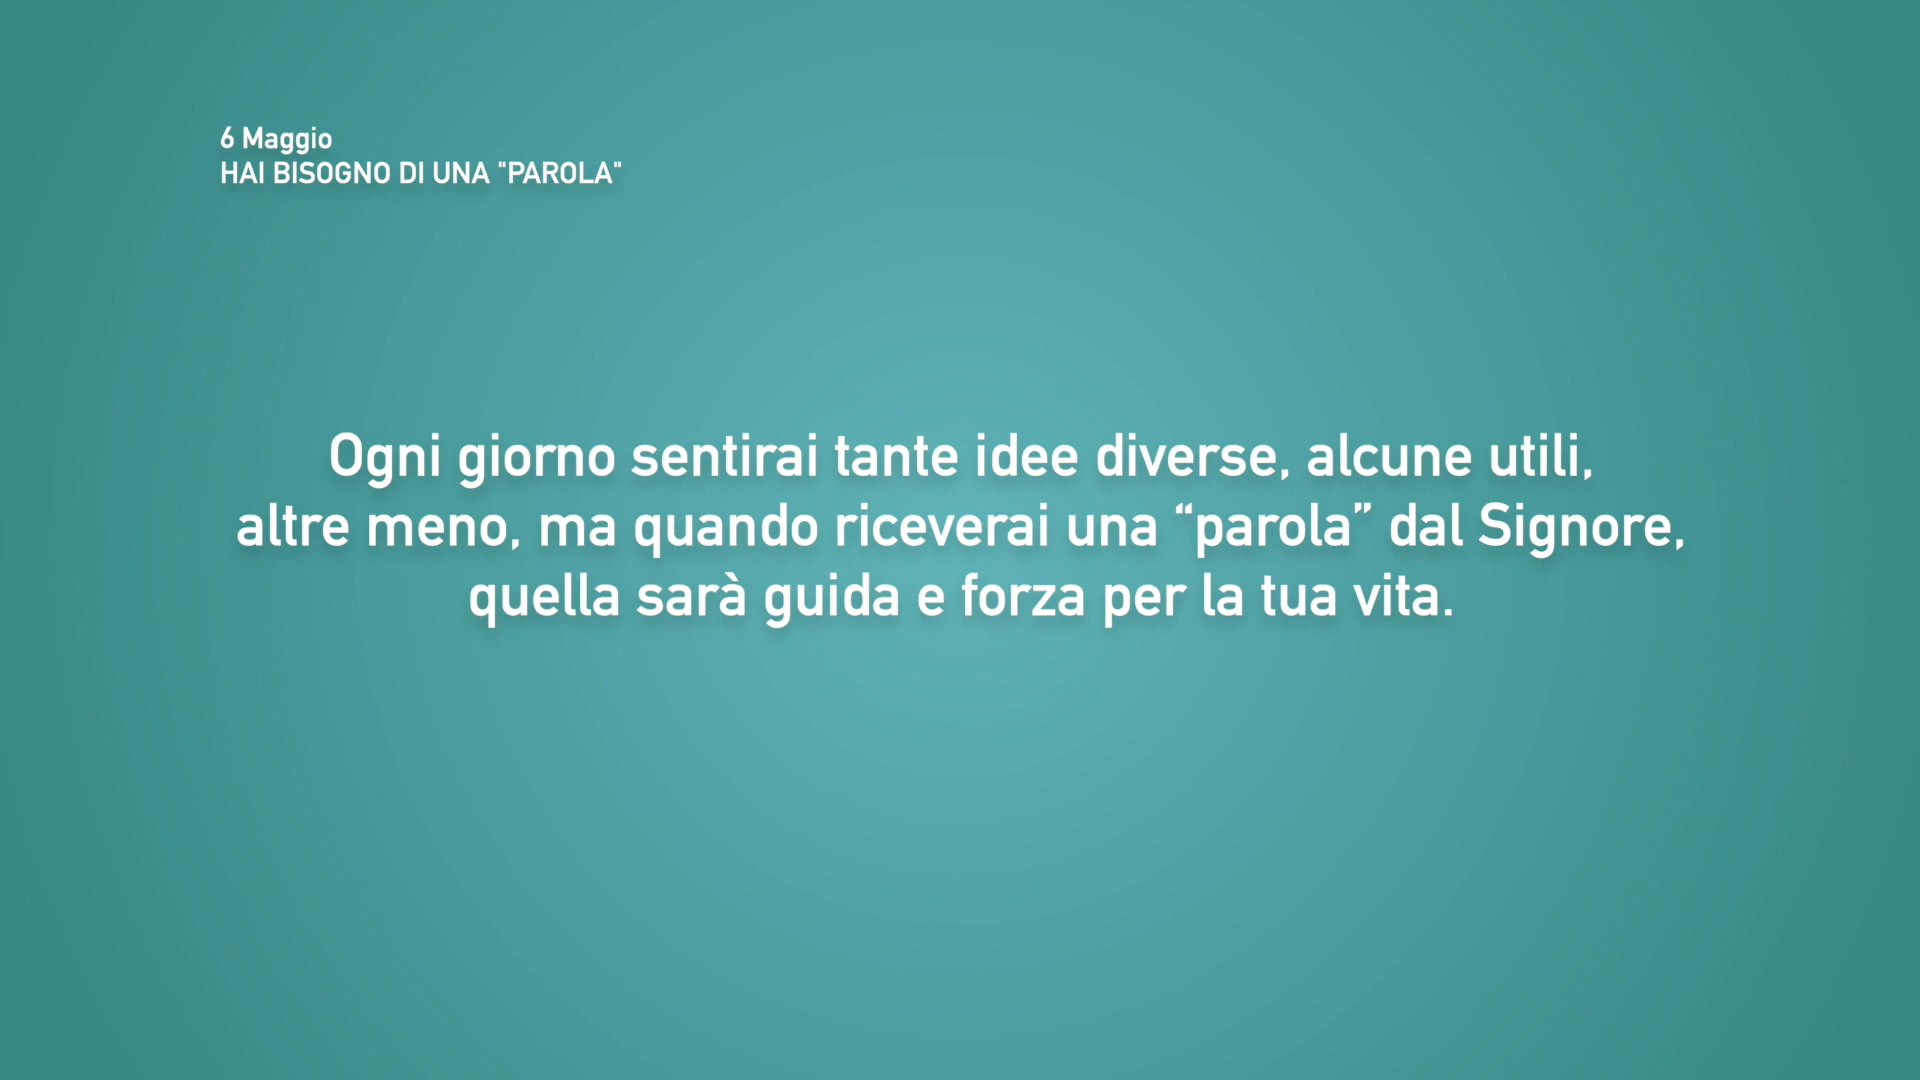 6 Maggio
HAI BISOGNO DI UNA "PAROLA"
Ogni giorno sentirai tante idee diverse, alcune utili,
altre meno, ma quando riceverai una “parola” dal Signore,
quella sarà guida e forza per la tua vita.